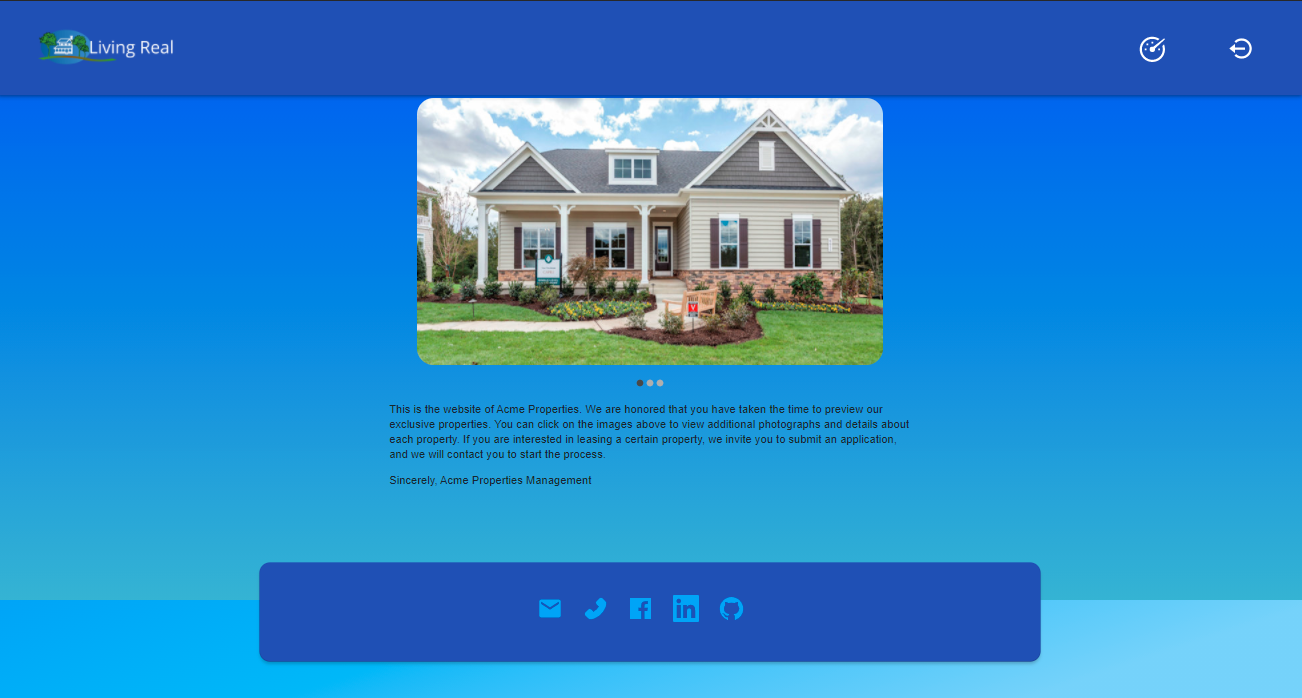 Living Real
This is the website of Acme Properties. We are honored that you have taken the time to preview our
exclusive properties. You can click on the images above to view additional photographs and details about
each property. If you are interested in leasing a certain property, we invite you to submit an application,
and we will contact you to start the process.
Sincerely, Acme Properties Management